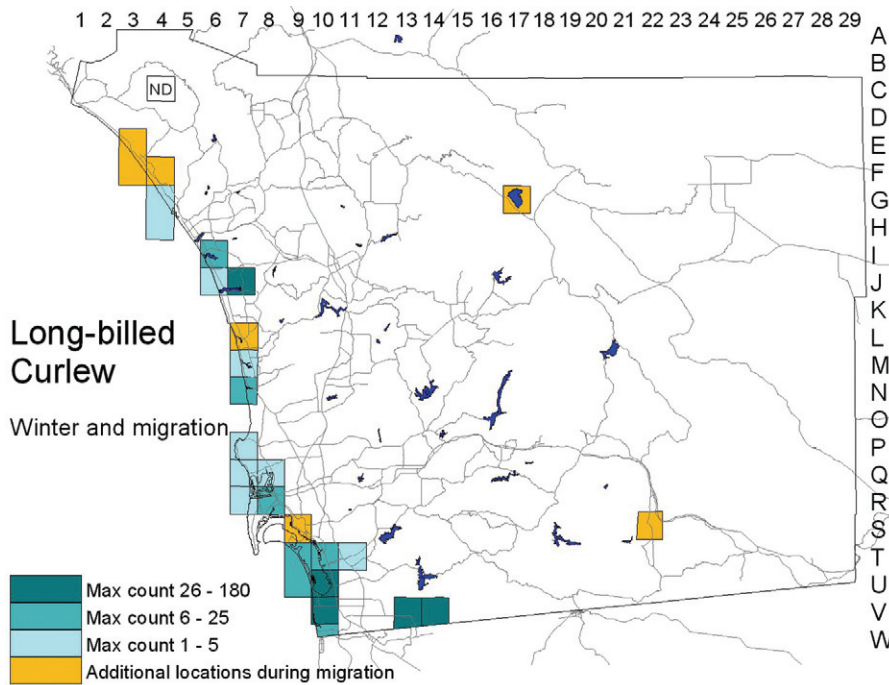 1 2 3 4 5 6 7 8 9 10 11 12 13 14 15 16 17 18 19 20 21 22 23 24 25 26 27 28 29
A
B
ND
C
D
E
F
G
H
I
J
K
L
M
N
O
P
Q
R
S
T
U
V
W
Long-billed
Curlew
Winter and migration
Max count 26 - 180
Max count 6 - 25
Max count 1 - 5
Additional locations during migration